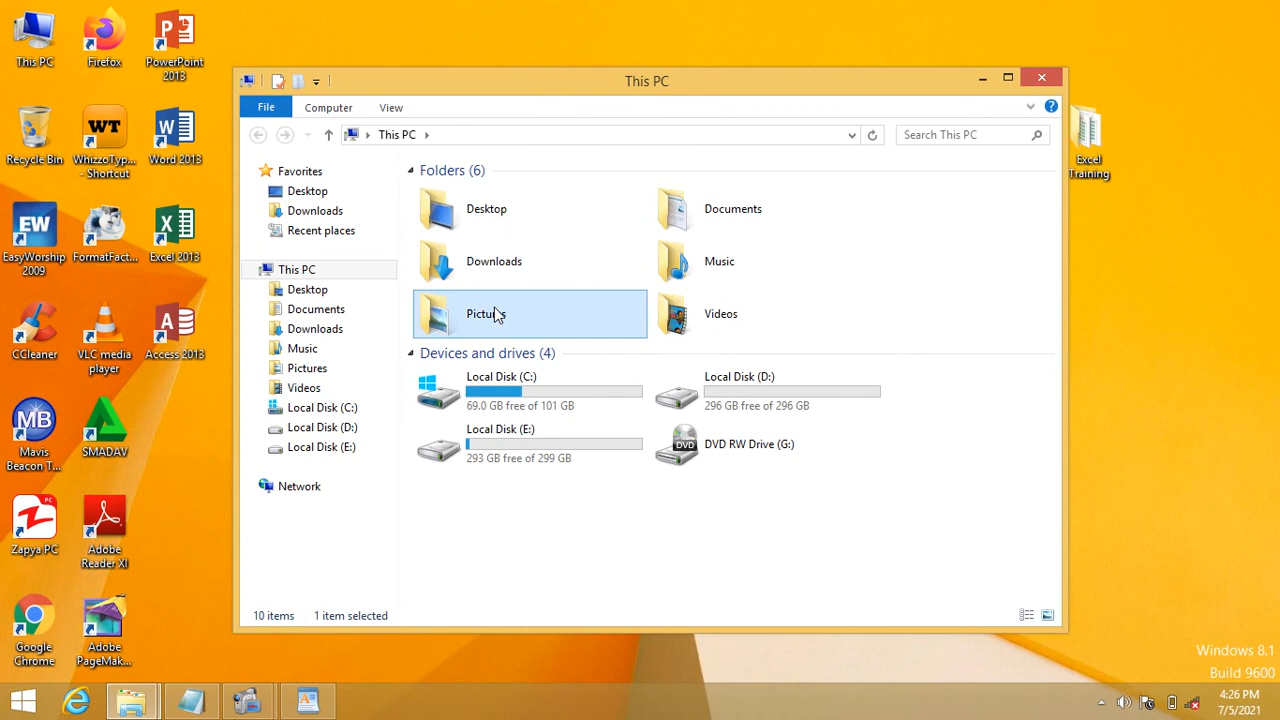 This PC
Firefox
PowerPoint
2013
Recycle Bin
WT
WhizzoTyp...
- Shortcut
Word 2013
EW
EasyWorship
2009
FormatFact...
Excel 2013
CCleaner
VLC media
player
Access 2013
MB
Mavis
Beacon T...
SMADAV
PC
Zapya PC
Adobe
Reader XI
Google
Chrome
Adobe
PageMak...
Excel
Training
This PC
File
Computer
View
This PC
Search This PC
Favorites
Desktop
Downloads
Recent places
This PC
Desktop
Documents
Downloads
Music
Pictures
Videos
Local Disk (C:)
Local Disk (D:)
Local Disk (E:)
Network
Folders (6)
Desktop
Documents
Downloads
Music
Pictures
Videos
Devices and drives (4)
Local Disk (C:)
69.0 GB free of 101 GB
Local Disk (D:)
296 GB free of 296 GB
Local Disk (E:)
293 GB free of 299 GB
DVD
DVD RW Drive (G:)
10 items
1 item selected
Windows 8.1
Build 9600
4:26 PM
7/5/2021